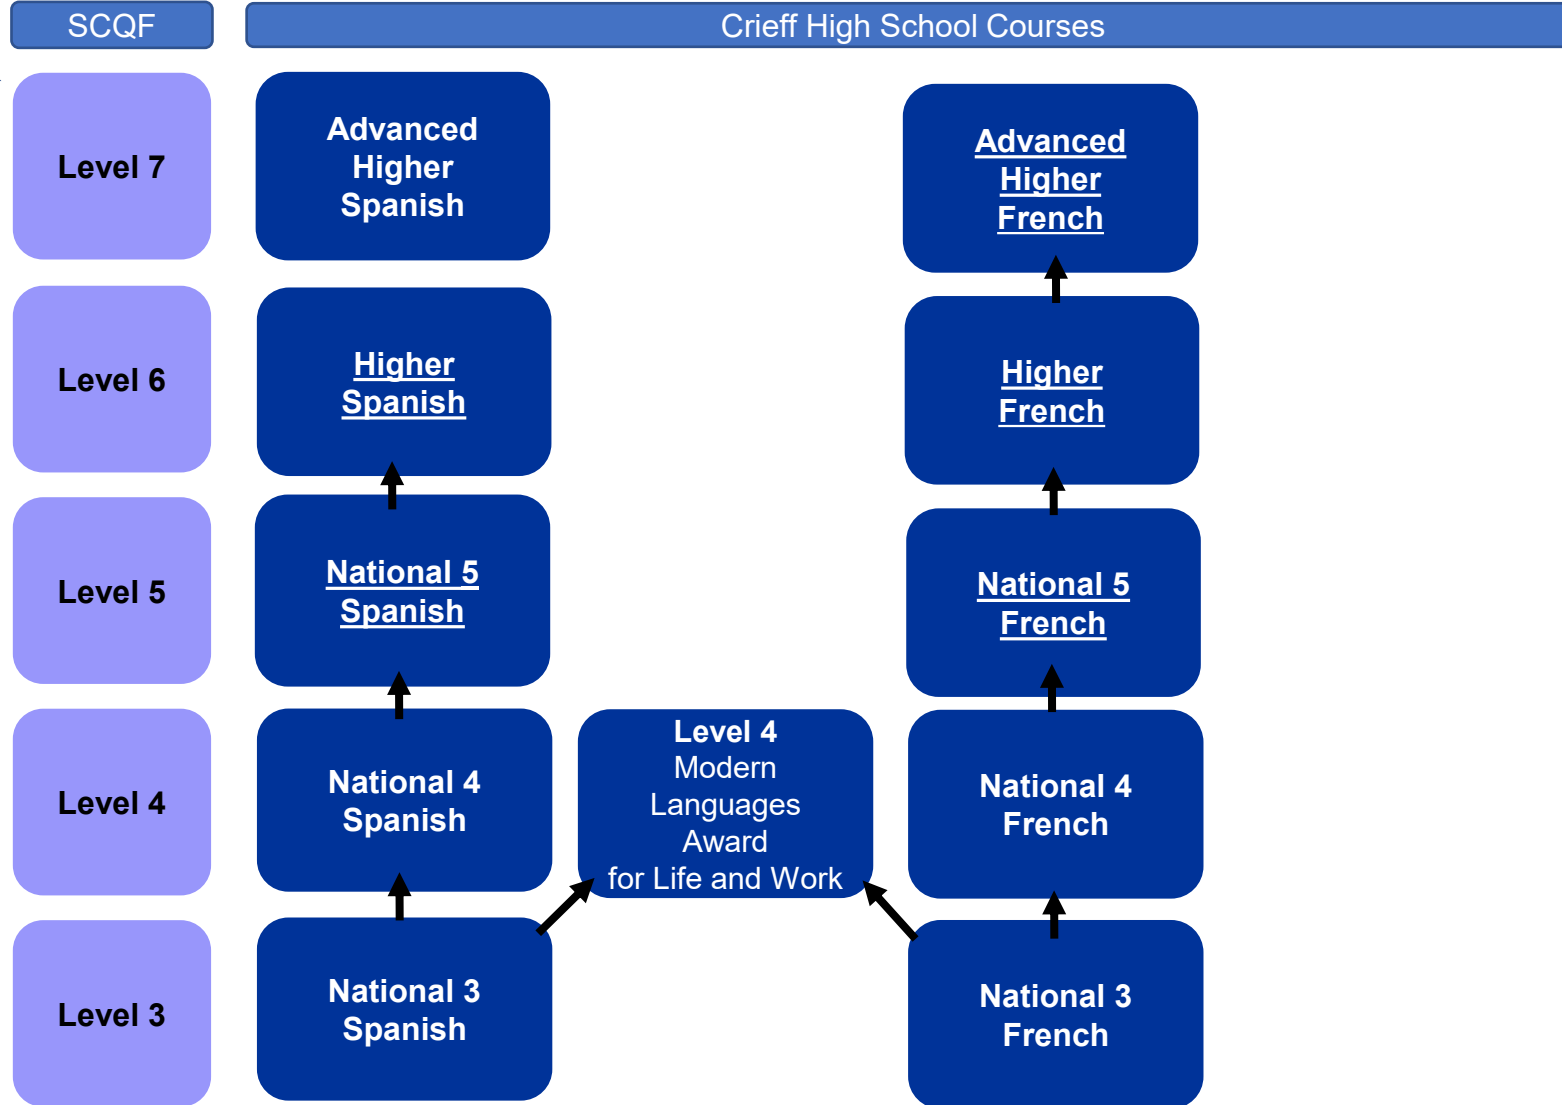 SCQF
Crieff High School Courses
Level 7
Advanced
Higher
Spanish
Advanced
Higher
French
Level 6
Higher
Spanish
Higher
French
Level 5
National 5
Spanish
National 5
French
Level 4
National 4
Spanish
Level 4
Modern
Languages
Award
for Life and Work
National 4
French
Level 3
National 3
Spanish
National 3
French